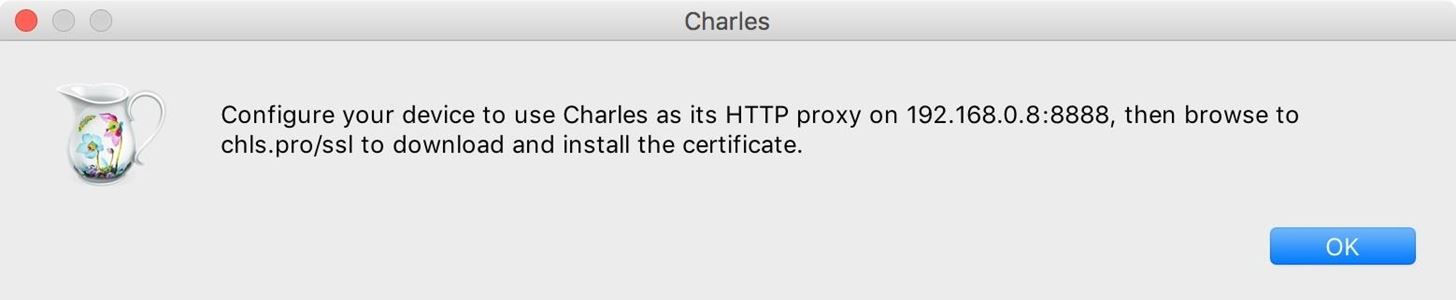 Charles
Configure your device to use Charles as its HTTP proxy on 192.168.0.8:8888, then browse to
chls.pro/ssl to download and install the certificate.
OK